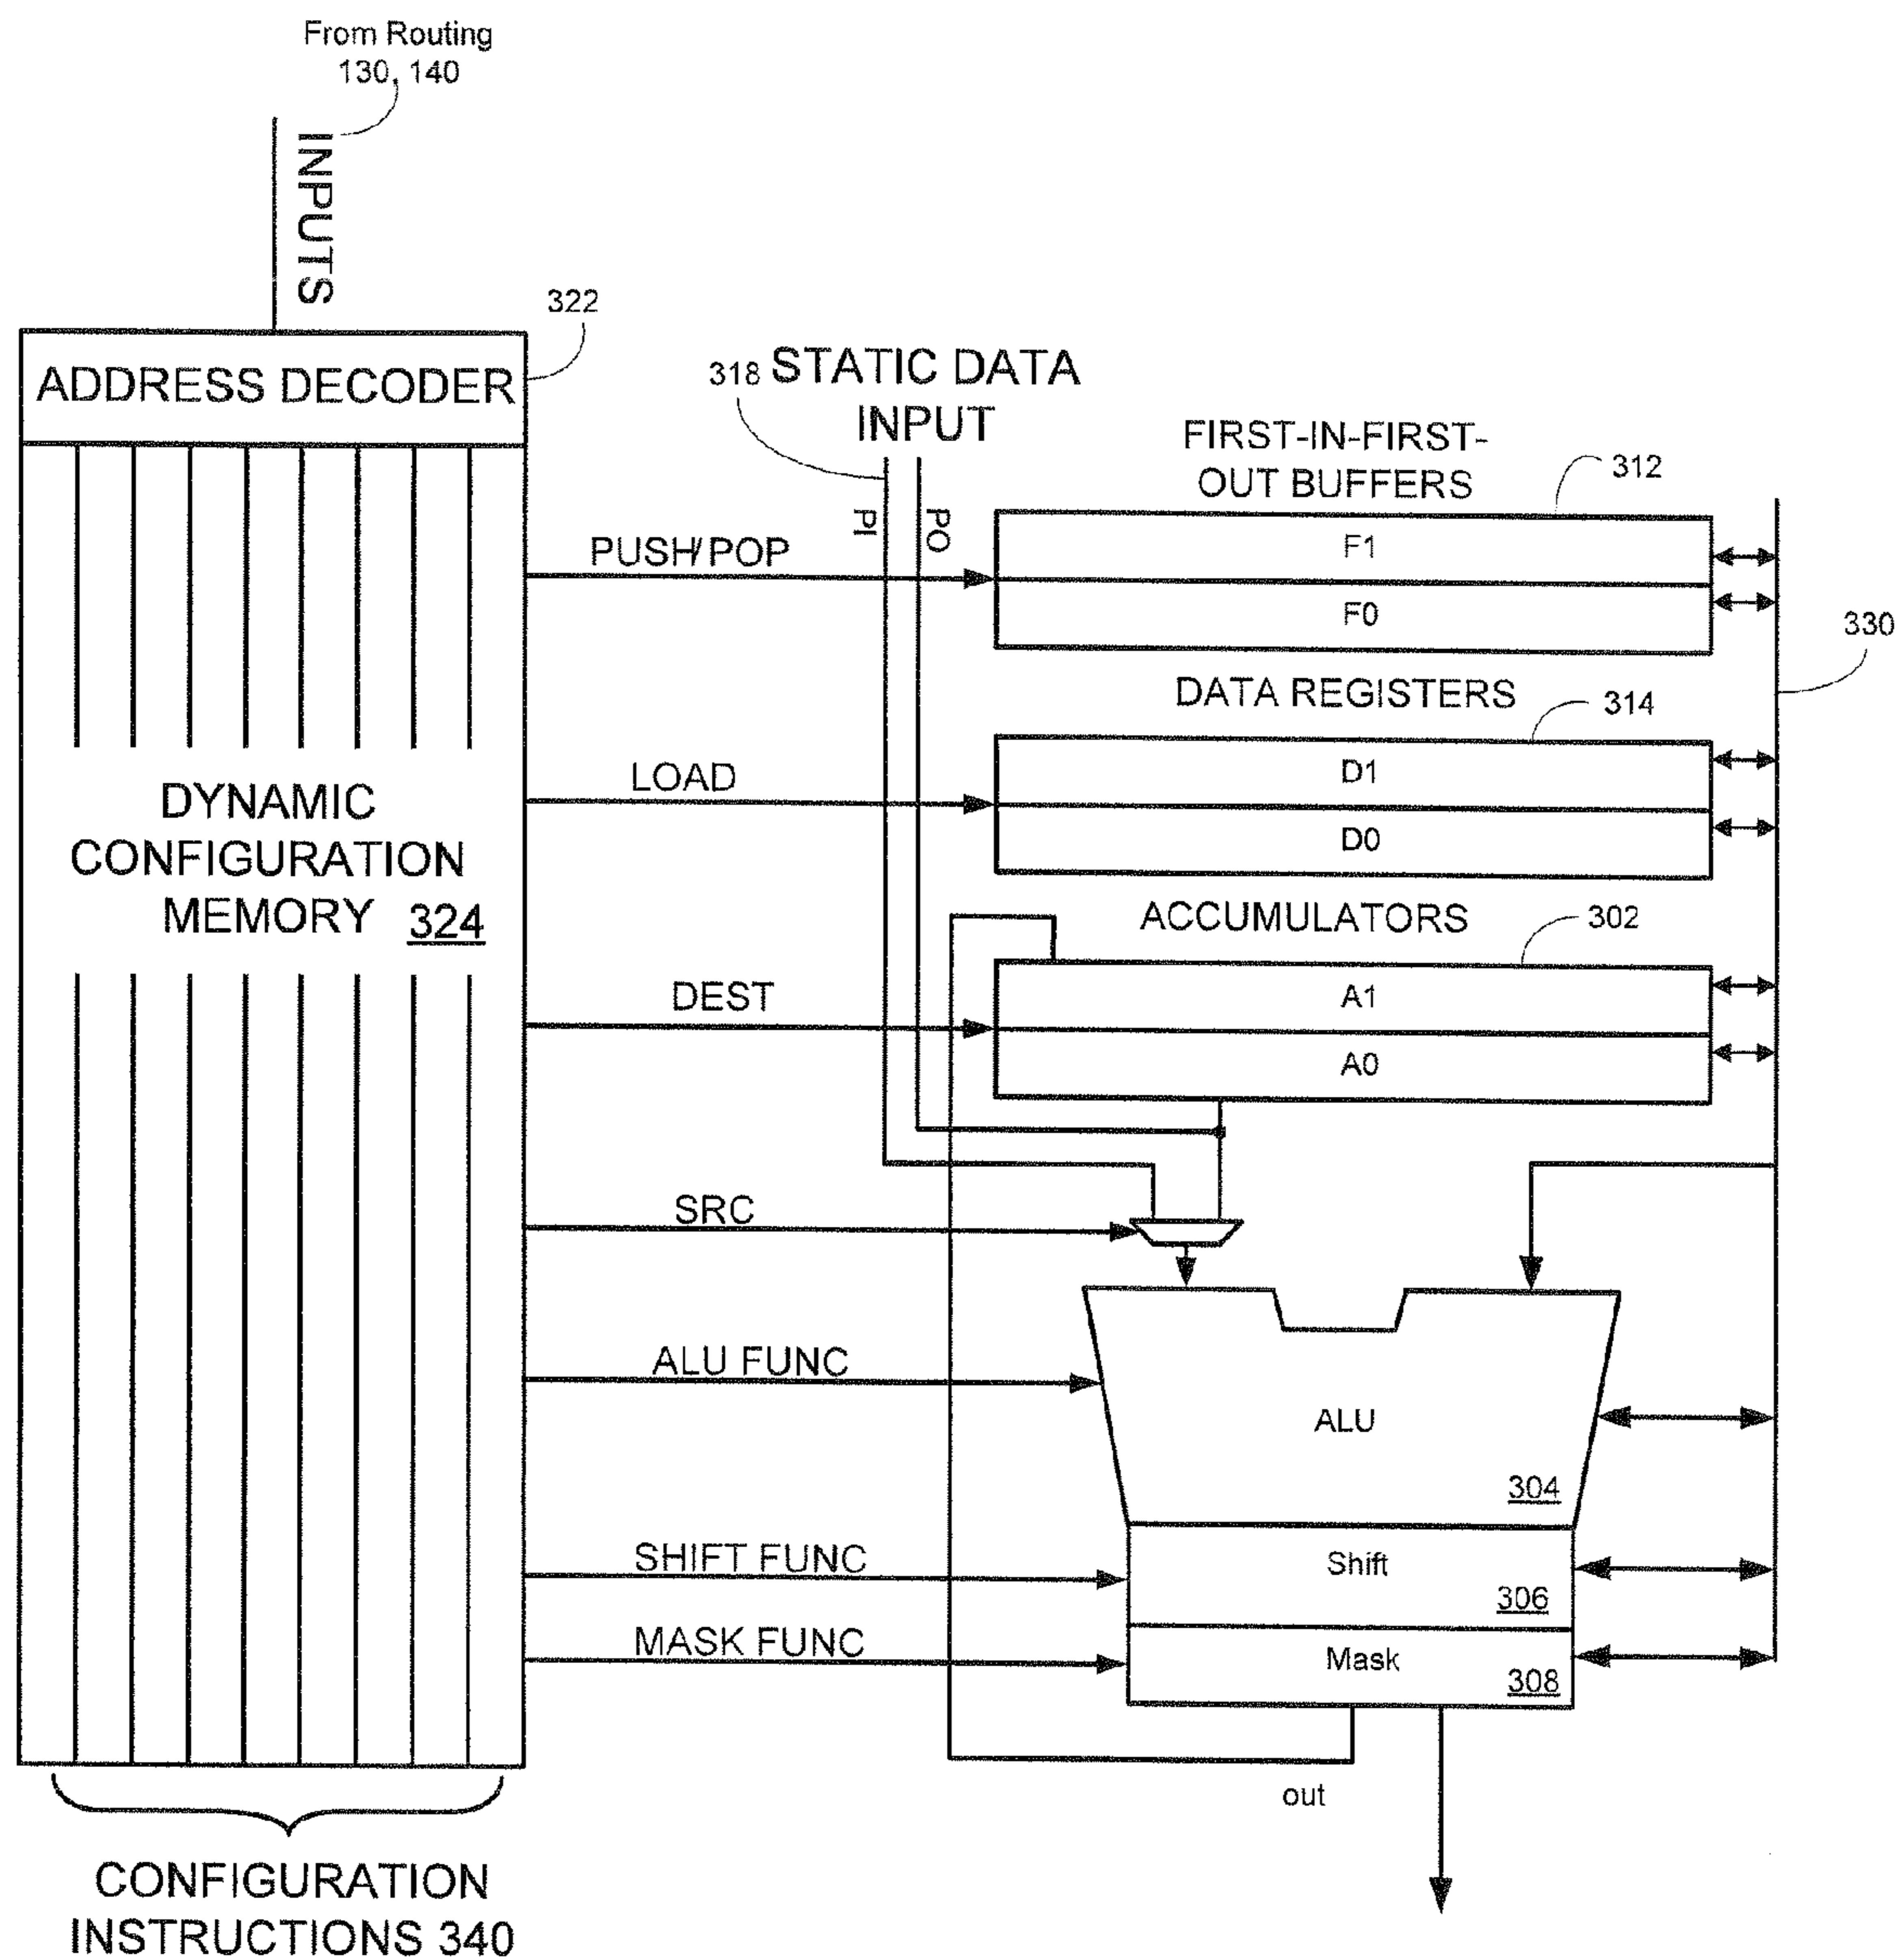 From Routing
130, 140
INPUTS
322
ADDRESS DECODER
318
STATIC DATA
INPUT
PI
PO
FIRST-IN-FIRST-
OUT BUFFERS
312
PUSH/POP
F1
F0
330
DATA REGISTERS
314
LOAD
D1
D0
DYNAMIC
CONFIGURATION
MEMORY 324
ACCUMULATORS
302
DEST
A1
A0
SRC
ALU FUNC
ALU
304
SHIFT FUNC
Shift
306
MASK FUNC
Mask
308
out
CONFIGURATION
INSTRUCTIONS 340